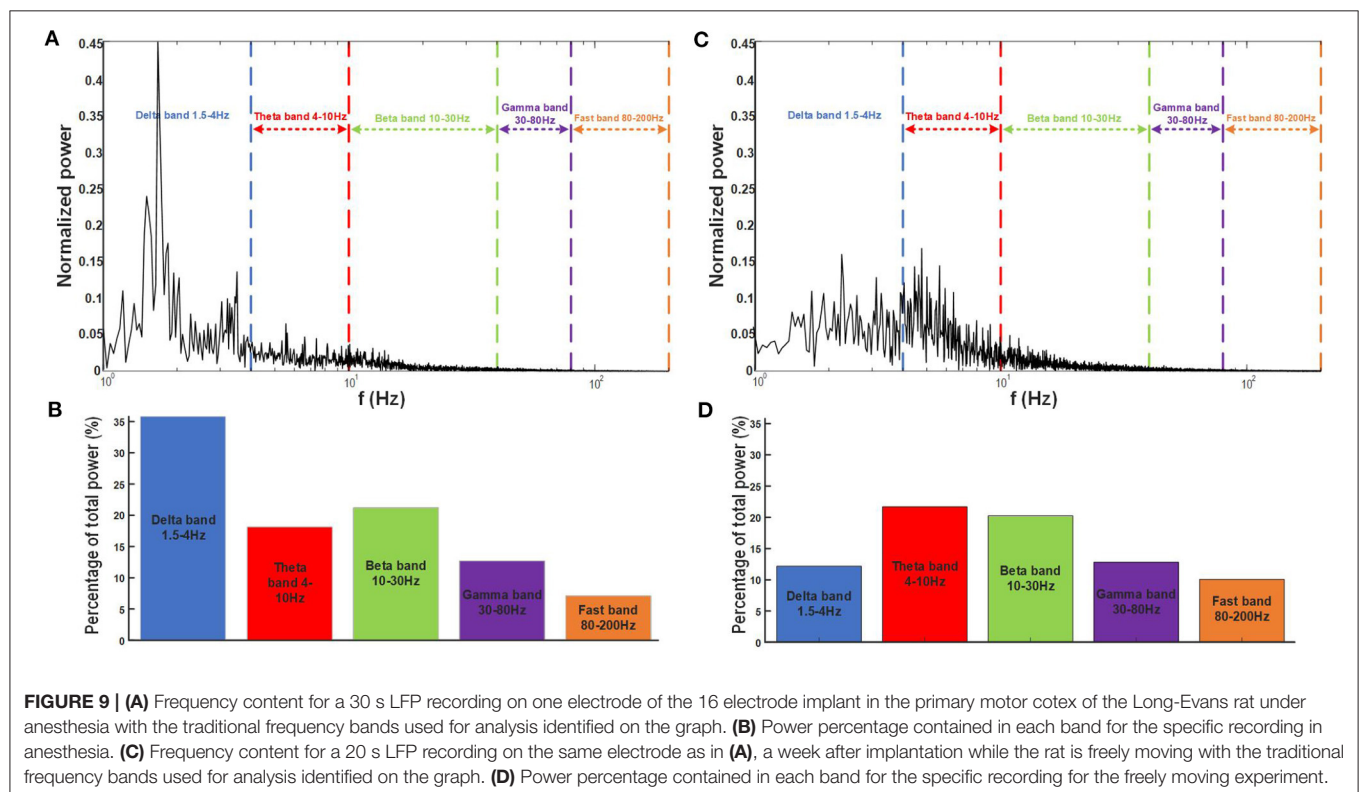 A
Normalized power
0.45
0.4
0.35
0.3
0.25
0.2
0.15
0.1
0.05
0
Delta band 1.5-4Hz
Theta band 4-10Hz
Beta band 10-30Hz
Gamma band
30-80Hz
Fast band 80-200Hz
10⁰
10¹
10²
f (Hz)
C
Normalized power
0.45
0.4
0.35
0.3
0.25
0.2
0.15
0.1
0.05
0
Delta band 1.5-4Hz
Theta band 4-10Hz
Beta band 10-30Hz
Gamma band
30-80Hz
Fast band 80-200Hz
10⁰
10¹
10²
f (Hz)
B
Percentage of total power (%)
35
30
25
20
15
10
5
0
Delta band
1.5-4Hz
Theta
band 4-
10Hz
Beta band
10-30Hz
Gamma band
30-80Hz
Fast band
80-200Hz
D
Percentage of total power (%)
35
30
25
20
15
10
5
0
Delta band
1.5-4Hz
Theta band
4-10Hz
Beta band
10-30Hz
Gamma band
30-80Hz
Fast band
80-200Hz
FIGURE 9 | (A) Frequency content for a 30 s LFP recording on one electrode of the 16 electrode implant in the primary motor cotex of the Long-Evans rat under
anesthesia with the traditional frequency bands used for analysis identified on the graph. (B) Power percentage contained in each band for the specific recording in
anesthesia. (C) Frequency content for a 20 s LFP recording on the same electrode as in (A), a week after implantation while the rat is freely moving with the traditional
frequency bands used for analysis identified on the graph. (D) Power percentage contained in each band for the specific recording for the freely moving experiment.